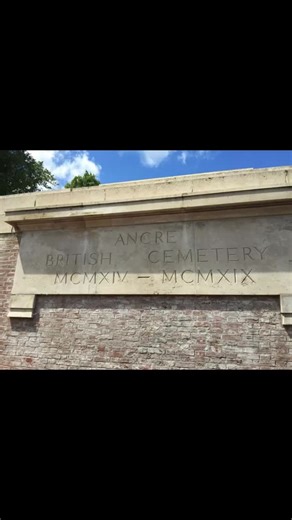 ANCRE
BRITISH CEMETERY
MCMXIV – MCMXIX